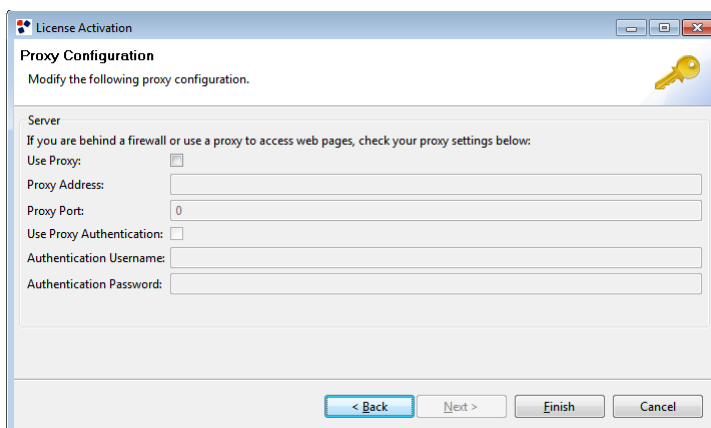 License Activation
Proxy Configuration
Modify the following proxy configuration.
Server
If you are behind a firewall or use a proxy to access web pages, check your proxy settings below:
Use Proxy:
Proxy Address:
Proxy Port: 0
Use Proxy Authentication:
Authentication Username:
Authentication Password:
< Back Next > Finish Cancel